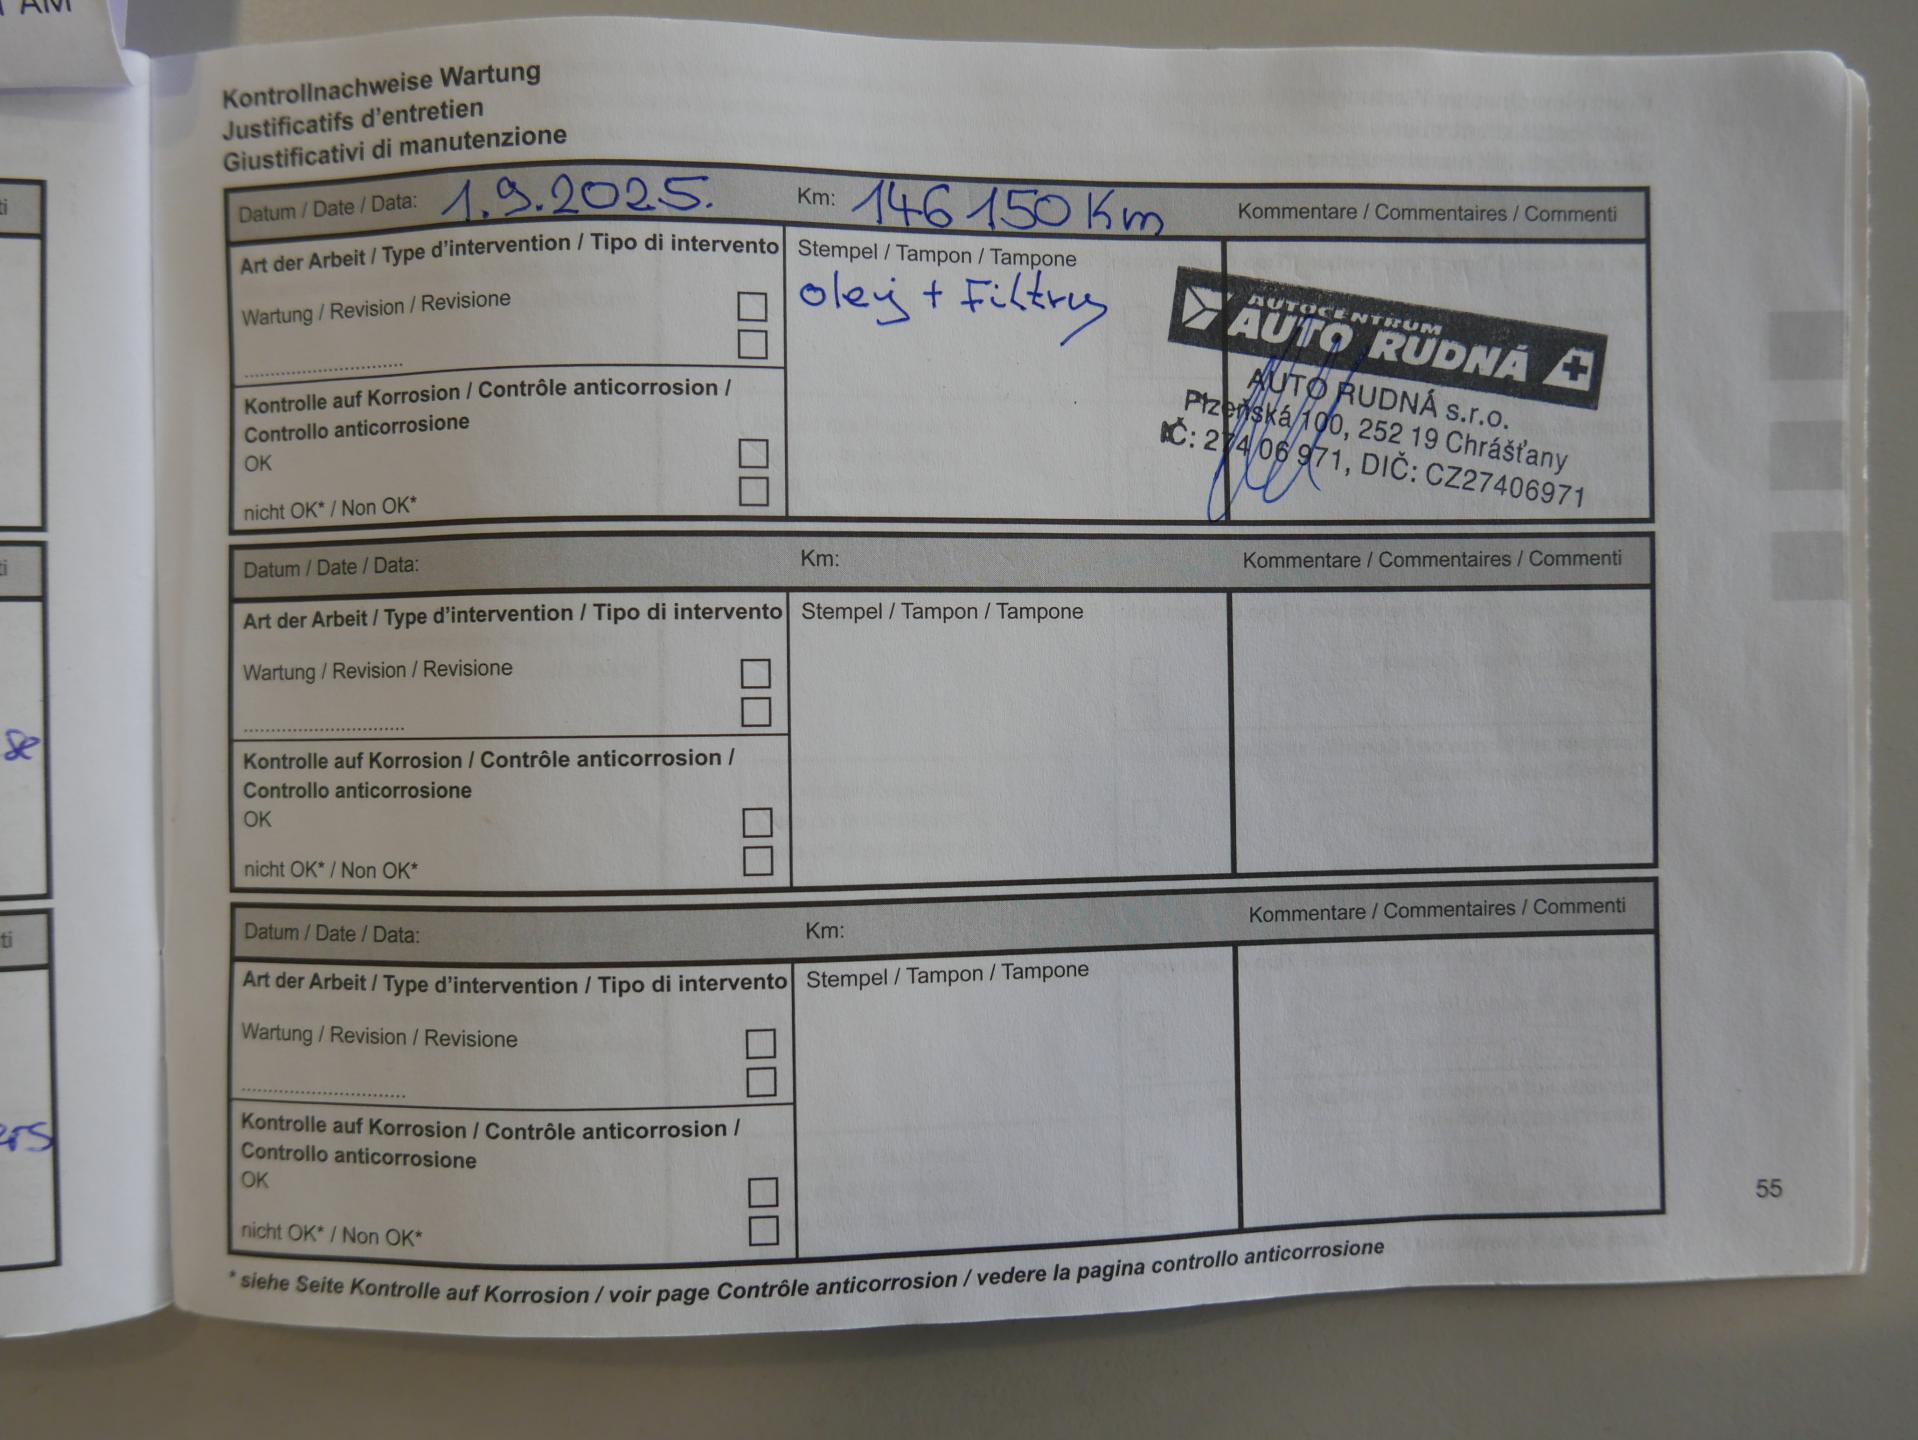 AM
Kontrollnachweise Wartung
Justificatifs d'entretien
Giustificativi di manutenzione
Datum / Date / Data: 1.9.2025. Km: 146 150 Km Kommentare / Commentaires / Commenti
Art der Arbeit / Type d'intervention / Tipo di intervento
Stempel / Tampon / Tampone
olej + Filtry
Wartung / Revision / Revisione
Kontrolle auf Korrosion / Contrôle anticorrosion /
Controllo anticorrosione
OK
nicht OK* / Non OK*
AUTOCENTRUM
AUTO RUDNÁ
AUTO RUDNÁ s.r.o.
Plzeňská 100, 252 19 Chrášťany
IČ: 274 06 971, DIČ: CZ27406971
Datum / Date / Data: Km: Kommentare / Commentaires / Commenti
Art der Arbeit / Type d'intervention / Tipo di intervento
Stempel / Tampon / Tampone
Wartung / Revision / Revisione
Kontrolle auf Korrosion / Contrôle anticorrosion /
Controllo anticorrosione
OK
nicht OK* / Non OK*
Datum / Date / Data: Km: Kommentare / Commentaires / Commenti
Art der Arbeit / Type d'intervention / Tipo di intervento
Stempel / Tampon / Tampone
Wartung / Revision / Revisione
Kontrolle auf Korrosion / Contrôle anticorrosion /
Controllo anticorrosione
OK
nicht OK* / Non OK*
* siehe Seite Kontrolle auf Korrosion / voir page Contrôle anticorrosion / vedere la pagina controllo anticorrosione
55